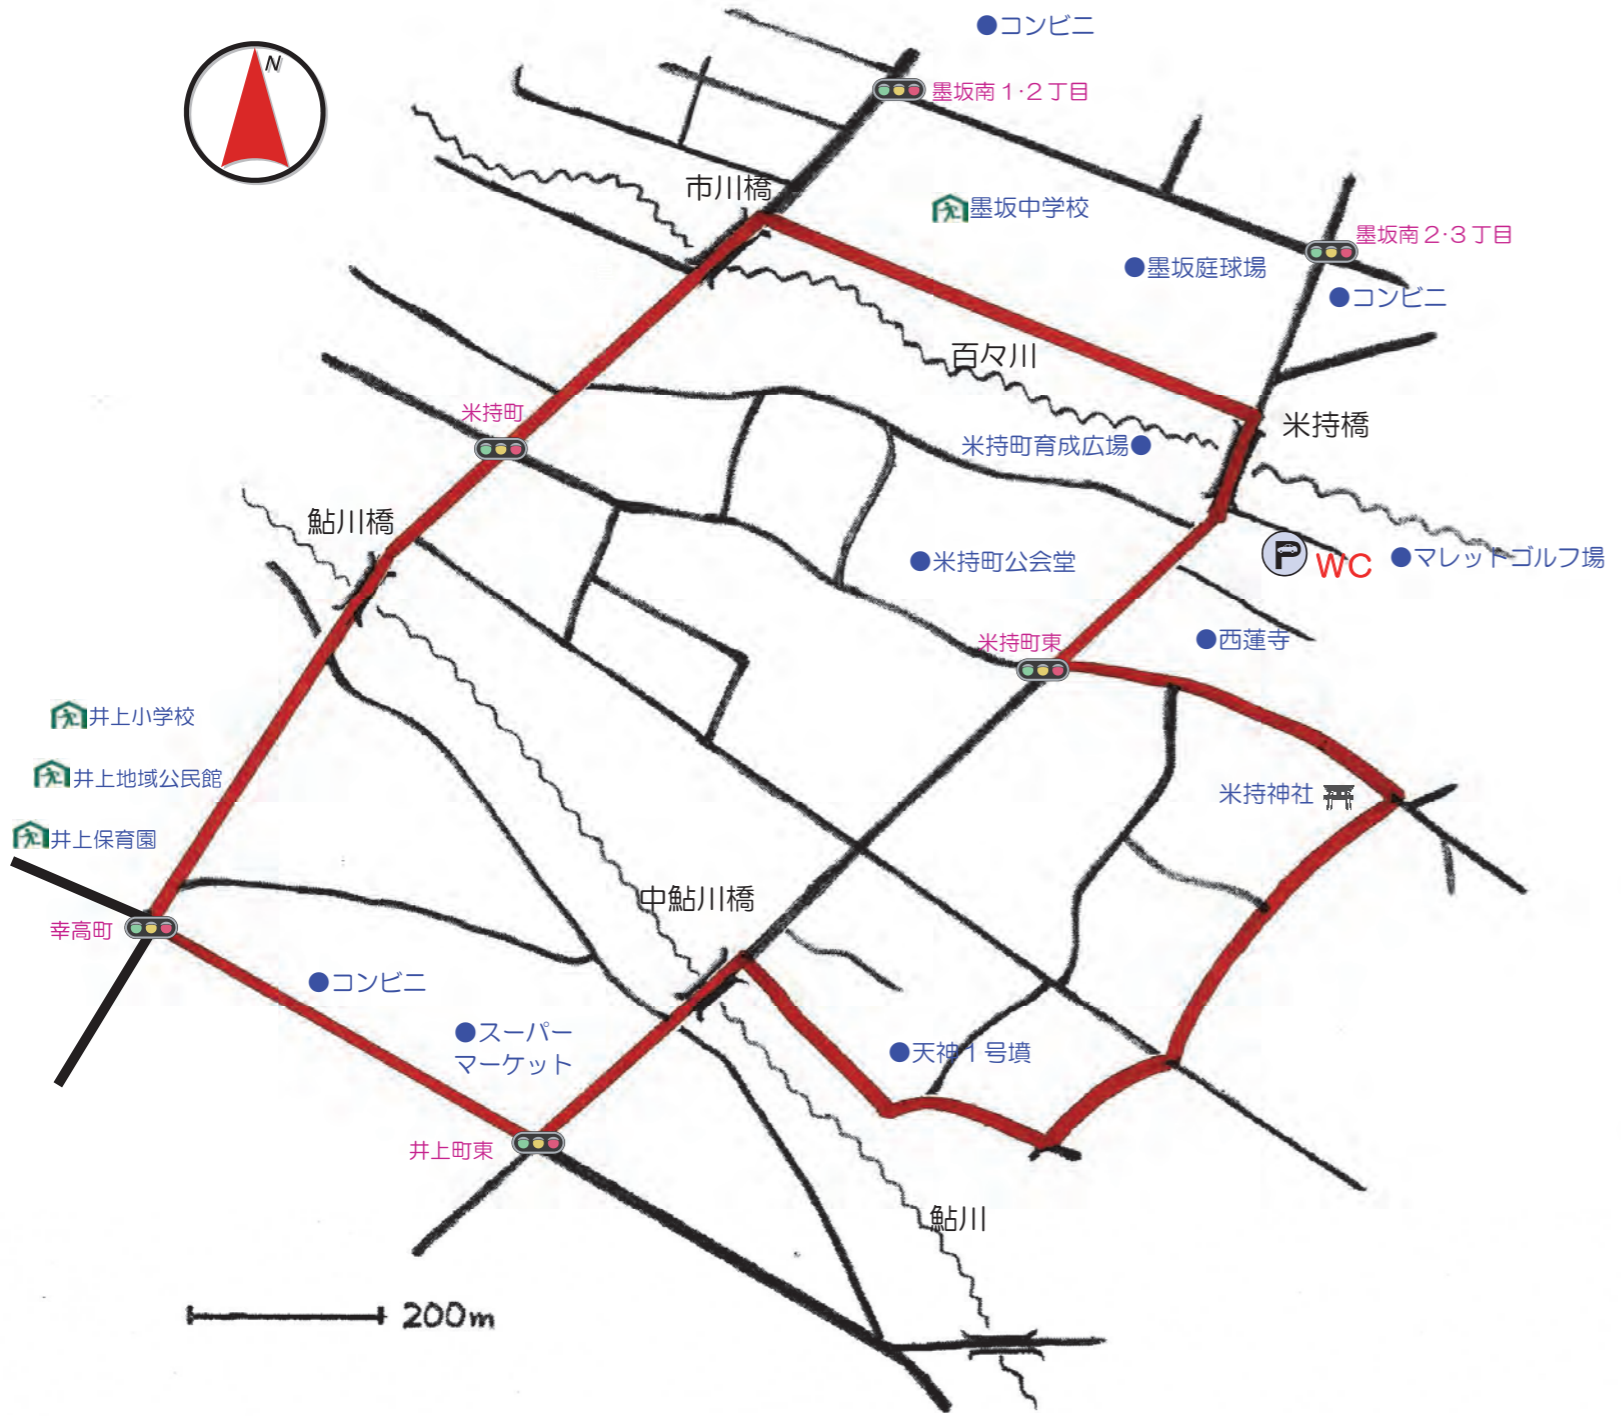 N
コンビニ
墨坂南1・2丁目
市川橋
墨坂中学校
墨坂南2・3丁目
墨坂庭球場
コンビニ
百々川
米持町
米持橋
米持町育成広場
鮎川橋
米持町公会堂
P
WC
マレットゴルフ場
米持町東
西蓮寺
井上小学校
井上地域公民館
米持神社
井上保育園
中鮎川橋
幸高町
コンビニ
スーパー
マーケット
天神1号墳
井上町東
鮎川
200m